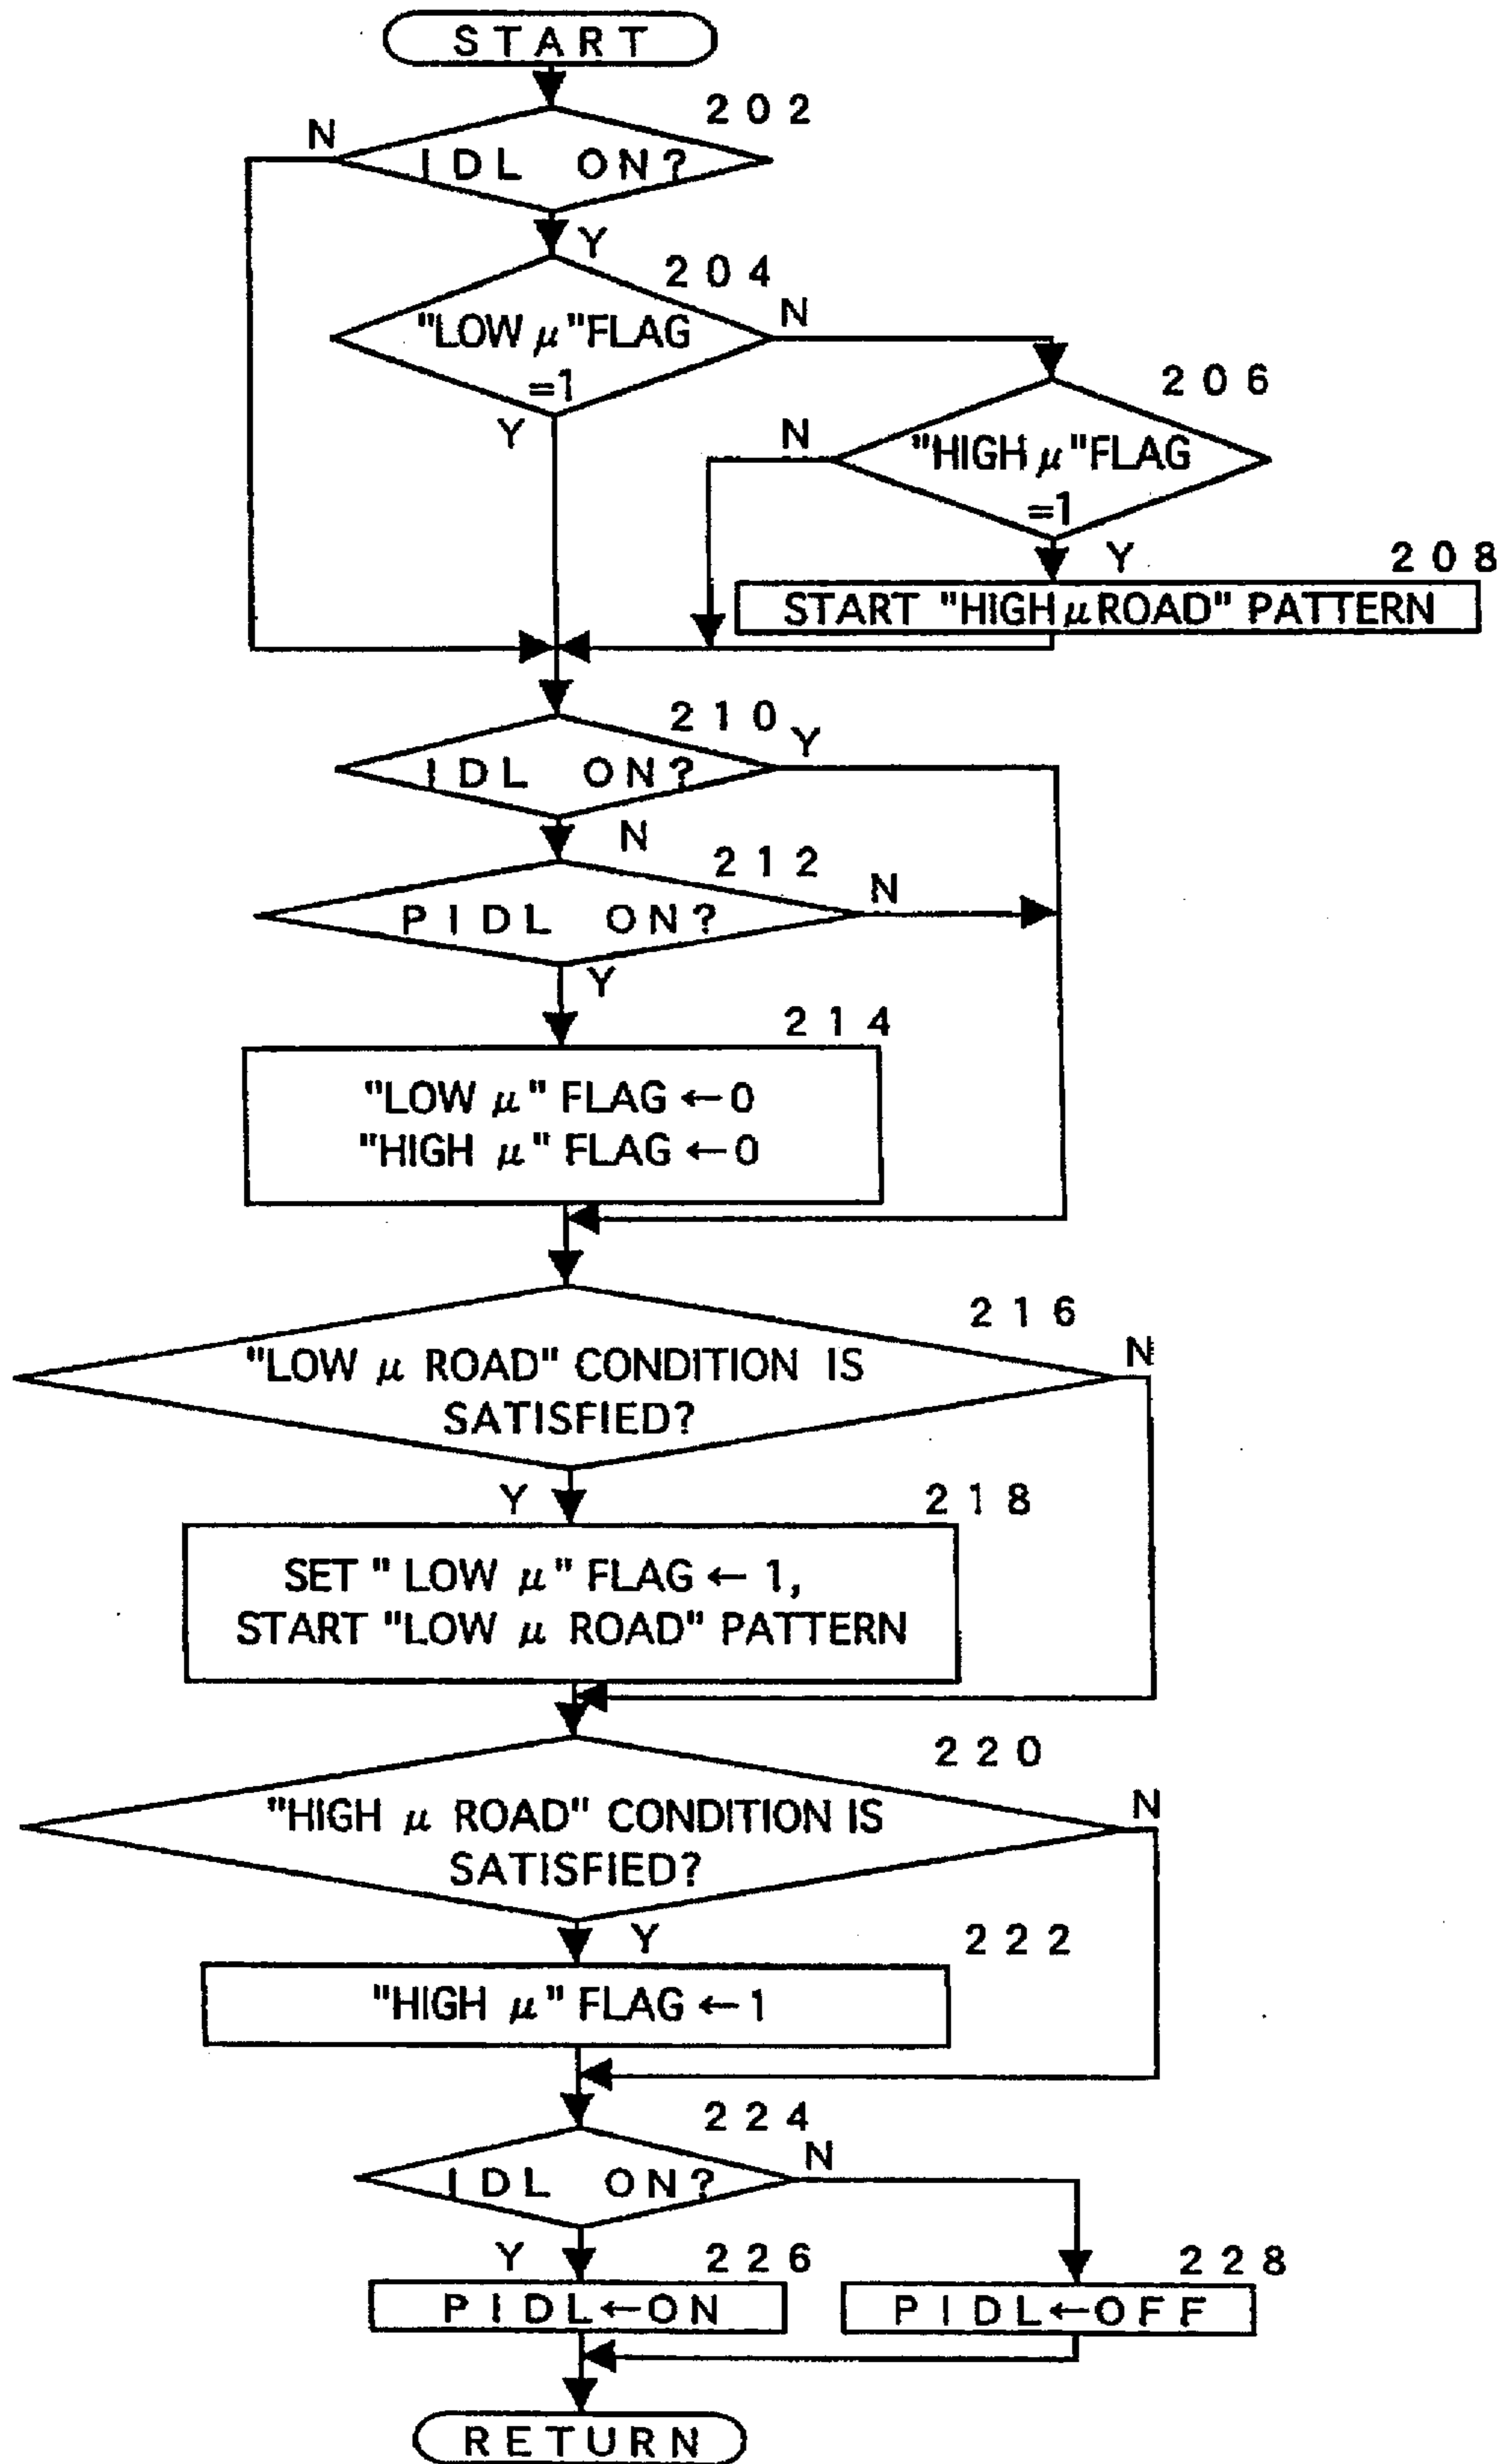 START
202
N
IDL ON?
Y
204
"LOW μ" FLAG
=1
N
Y
206
"HIGH μ" FLAG
=1
N
Y
208
START "HIGH μ ROAD" PATTERN
210
IDL ON?
Y
N
212
PIDL ON?
N
Y
214
"LOW μ" FLAG ← 0
"HIGH μ" FLAG ← 0
216
"LOW μ ROAD" CONDITION IS
SATISFIED?
N
Y
218
SET "LOW μ" FLAG ← 1,
START "LOW μ ROAD" PATTERN
220
"HIGH μ ROAD" CONDITION IS
SATISFIED?
N
Y
222
"HIGH μ" FLAG ← 1
224
IDL ON?
N
Y
226
PIDL←ON
228
PIDL←OFF
RETURN